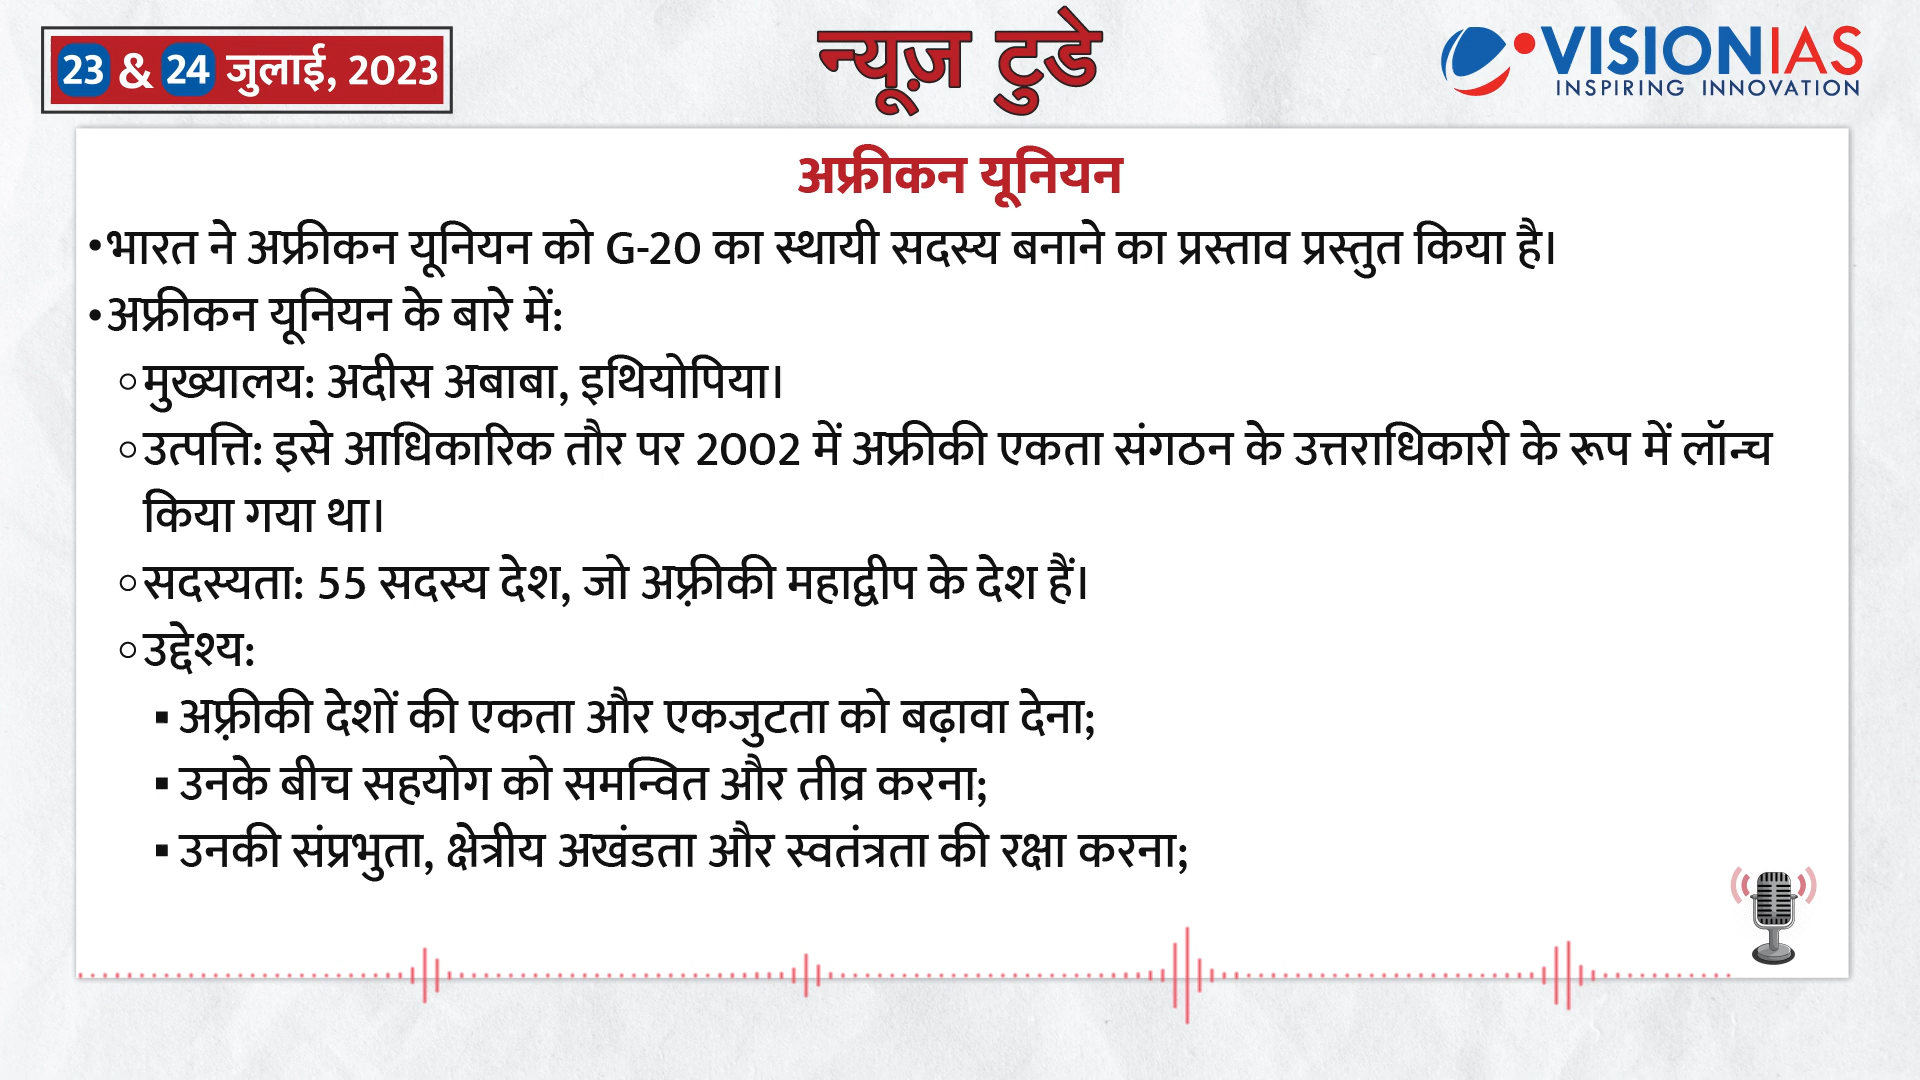 23 & 24 जुलाई, 2023
न्यूज़ टुडे
VISIONIAS
INSPIRING INNOVATION
अफ्रीकन यूनियन
•भारत ने अफ्रीकन यूनियन को G-20 का स्थायी सदस्य बनाने का प्रस्ताव प्रस्तुत किया है।
•अफ्रीकन यूनियन के बारे में:
○मुख्यालय: अदीस अबाबा, इथियोपिया।
○उत्पत्ति: इसे आधिकारिक तौर पर 2002 में अफ्रीकी एकता संगठन के उत्तराधिकारी के रूप में लॉन्च
किया गया था।
○सदस्यता: 55 सदस्य देश, जो अफ़्रीकी महाद्वीप के देश हैं।
○उद्देश्य:
▪अफ़्रीकी देशों की एकता और एकजुटता को बढ़ावा देना;
▪उनके बीच सहयोग को समन्वित और तीव्र करना;
▪उनकी संप्रभुता, क्षेत्रीय अखंडता और स्वतंत्रता की रक्षा करना;